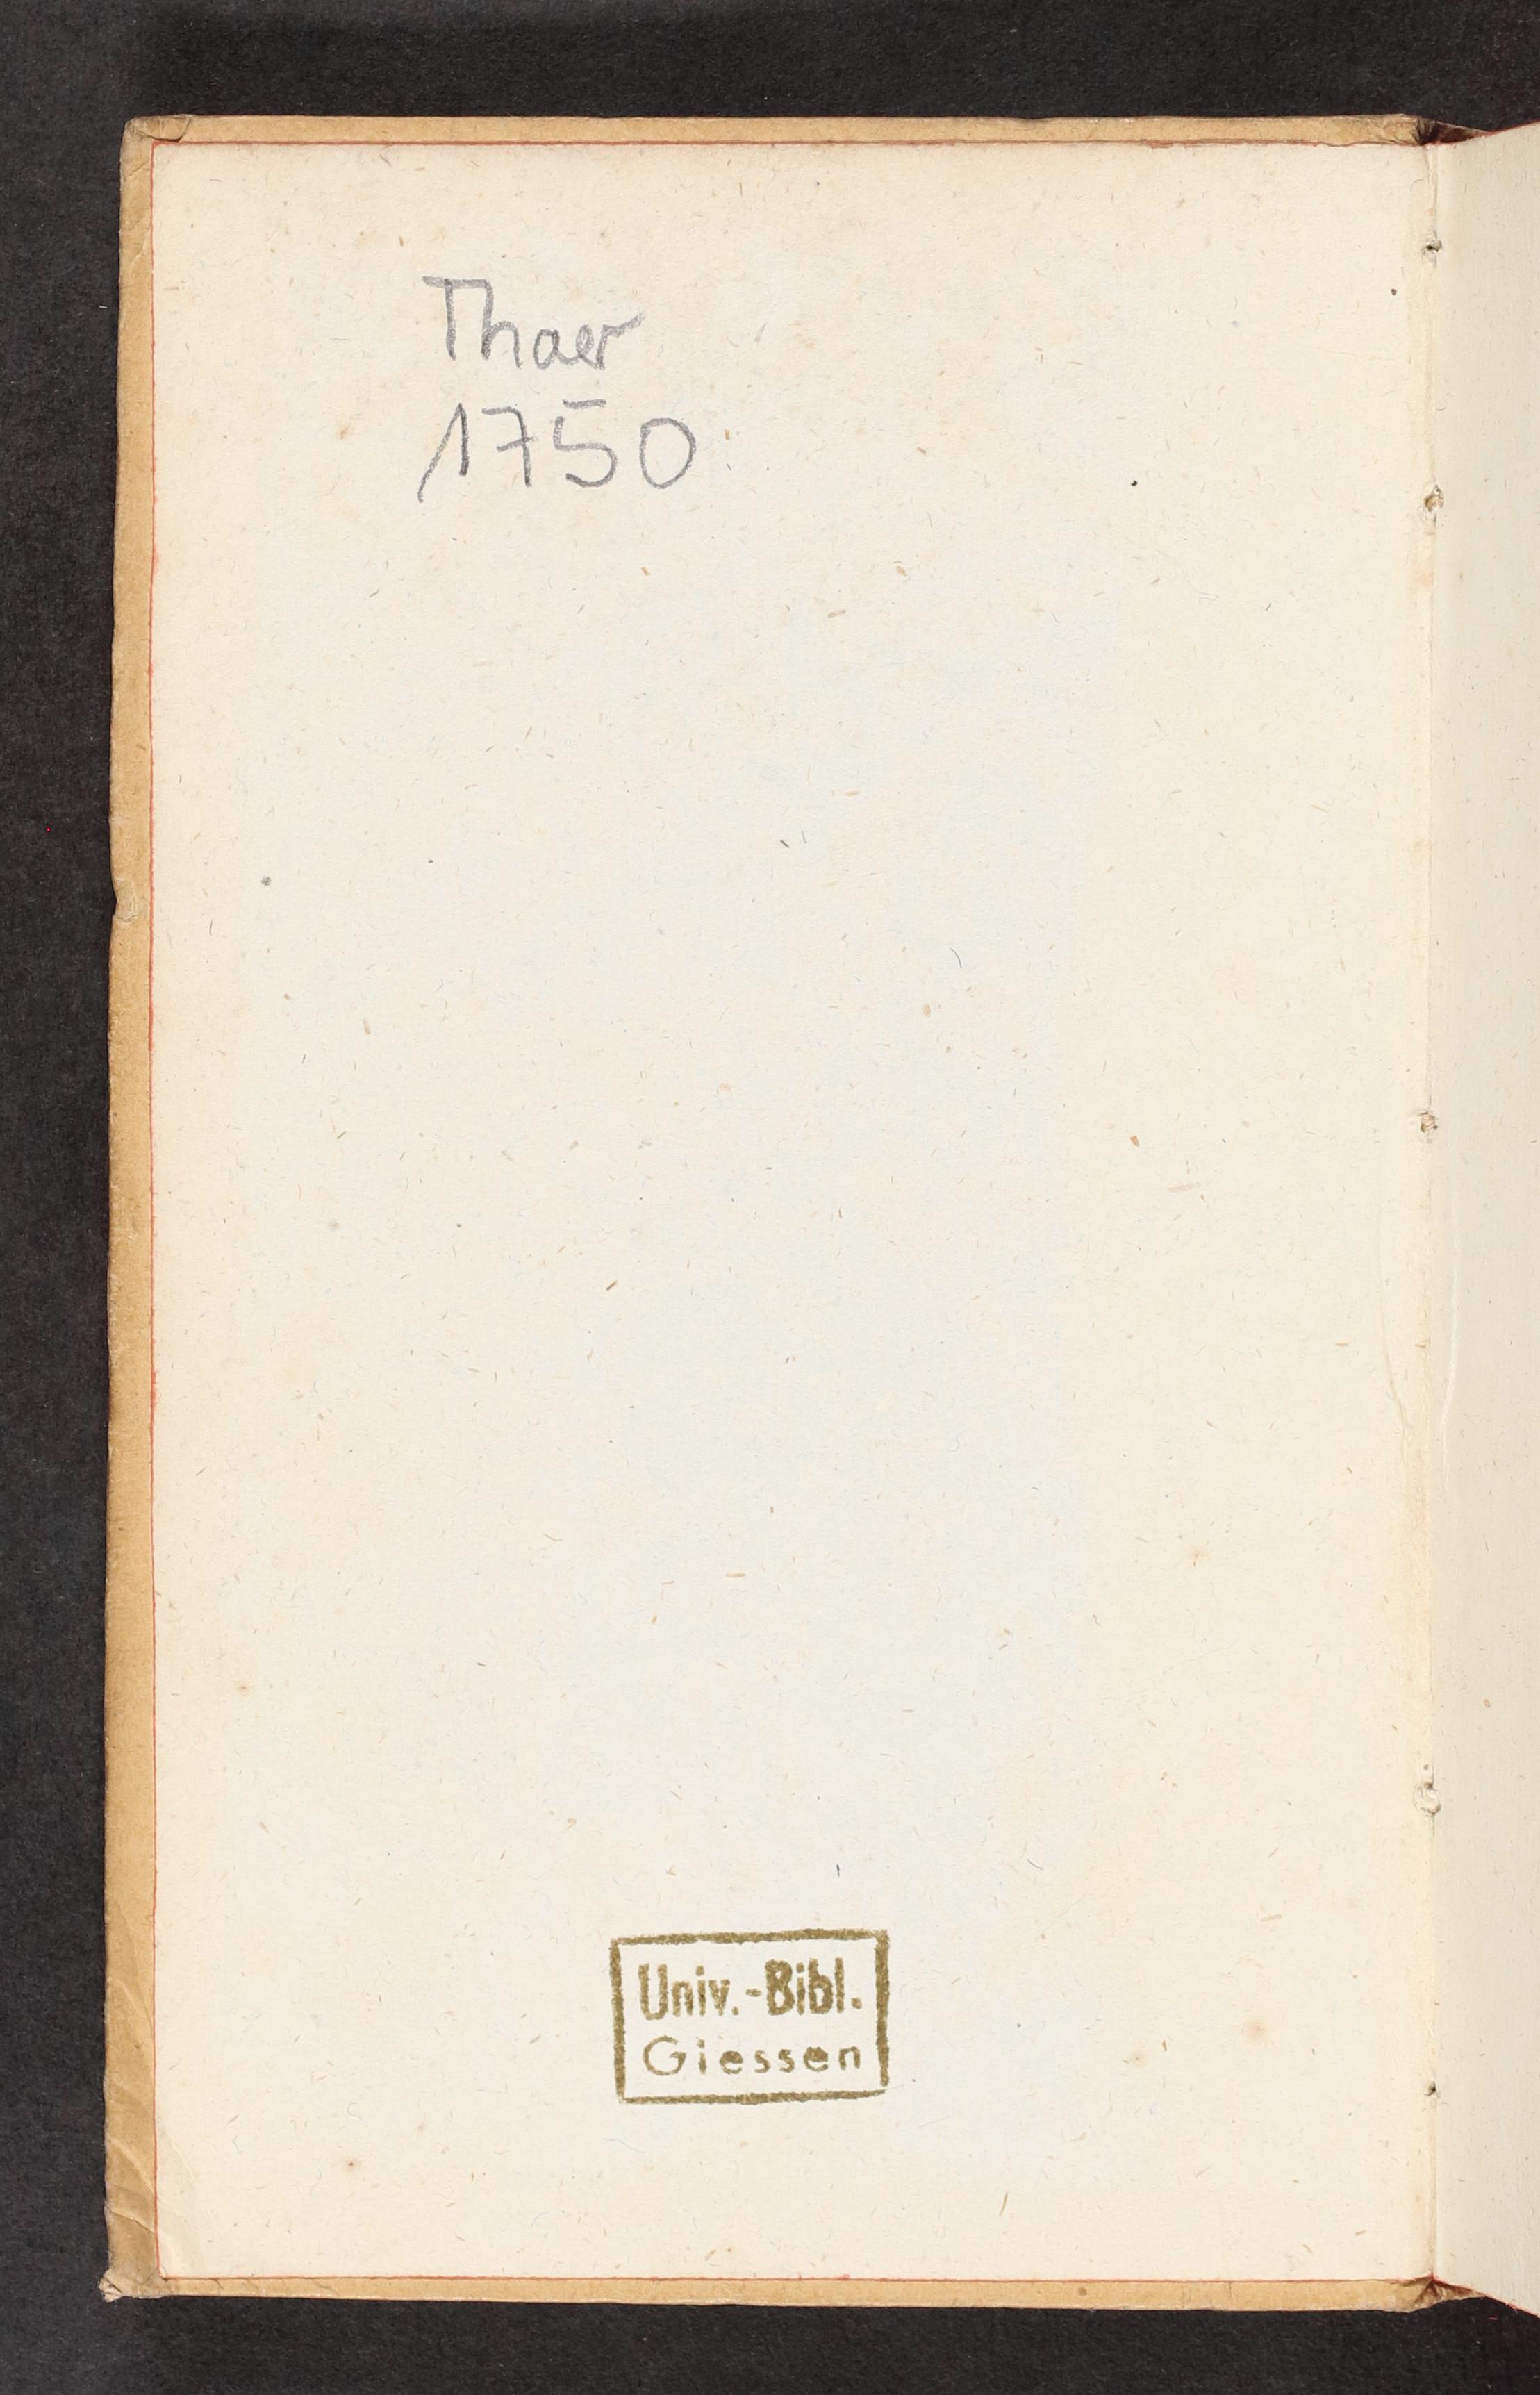 Thaer
1750
Univ.-Bibl.
Giessen